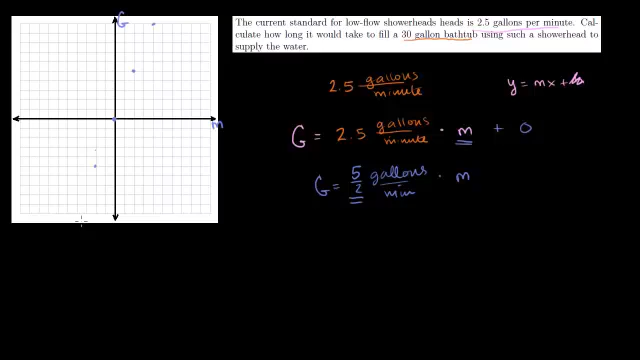 The current standard for low-flow showerheads heads is 2.5 gallons per minute. Cal-
culate how long it would take to fill a 30 gallon bathtub using such a showerhead to
supply the water.
G
m
2.5 gallons/minute
y = mx + b
G = 2.5 gallons/minute · m + 0
G = 5/2 gallons/min · m